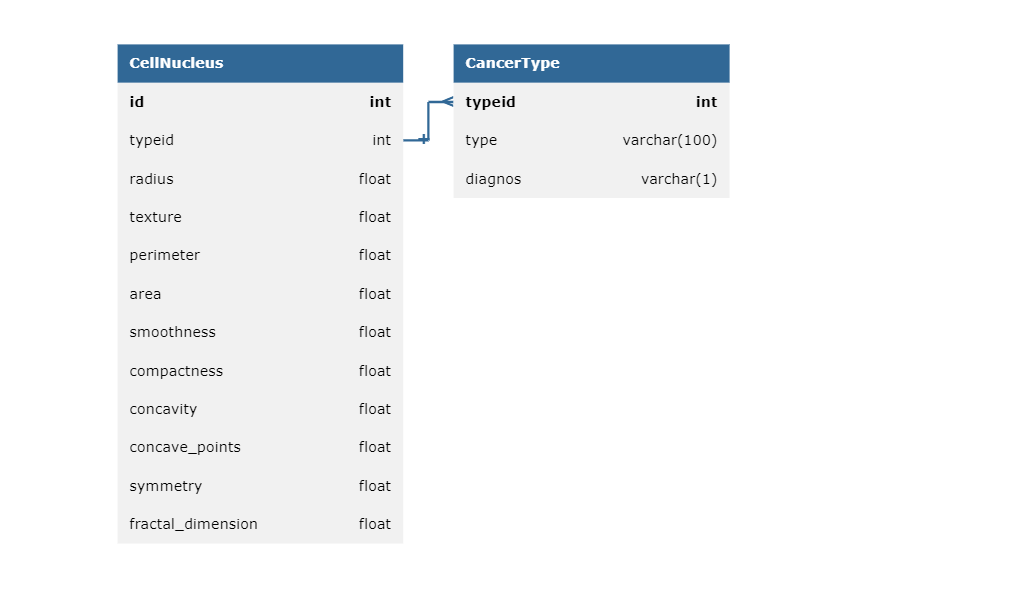 CellNucleus
id int
typeid int
radius float
texture float
perimeter float
area float
smoothness float
compactness float
concavity float
concave_points float
symmetry float
fractal_dimension float
CancerType
typeid int
type varchar(100)
diagnos varchar(1)